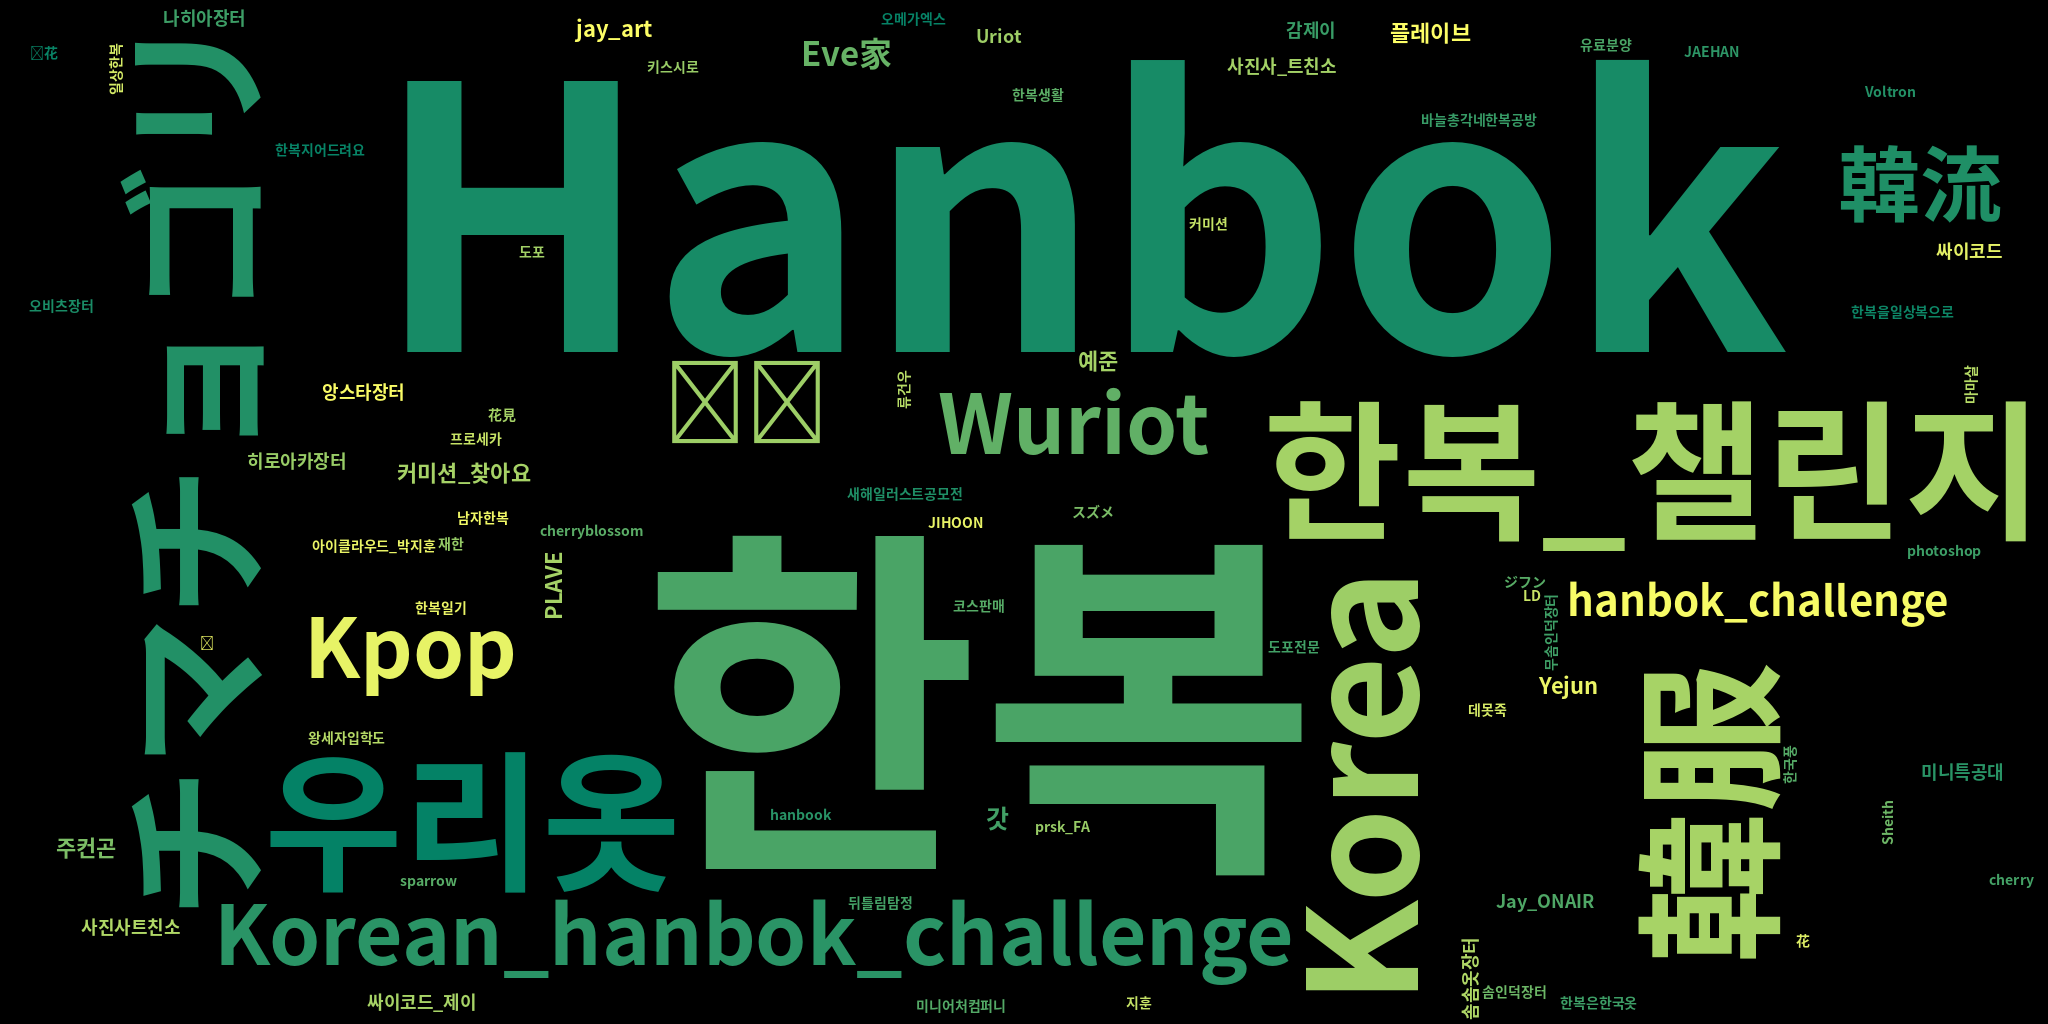 나히아장터
jay_art
오메가엑스
Uriot
감제이
플레이브
유료분양
JAEHAN
花
일상한복
チマチョゴリ
키스시로
Eve家
한복생활
사진사_트친소
Voltron
한복지어드려요
Hanbok
바늘총각네한복공방
韓流
도포
커미션
싸이코드
오비츠장터
한복을일상복으로
앙스타장터
류건우
예준
마마살
花見
Wuriot
한복_챌린지
프로세카
히로아카장터
커미션_찾아요
새해일러스트공모전
남자한복
JIHOON
スズメ
cherryblossom
아이클라우드_박지훈
재한
photoshop
PLAVE
한복
코스판매
Korea
ジフン
LD
무솜인덕장터
hanbok_challenge
한복일기
Kpop
도포전문
Yejun
데못죽
韓服
한국풍
왕세자입학도
우리옷
미니특공대
hanbook
갓
prsk_FA
Sheith
주컨곤
sparrow
cherry
뒤틀림탐정
Jay_ONAIR
사진사트친소
Korean_hanbok_challenge
花
솜솜옷장터
솜인덕장터
싸이코드_제이
미니어처컴퍼니
지훈
한복은한국옷